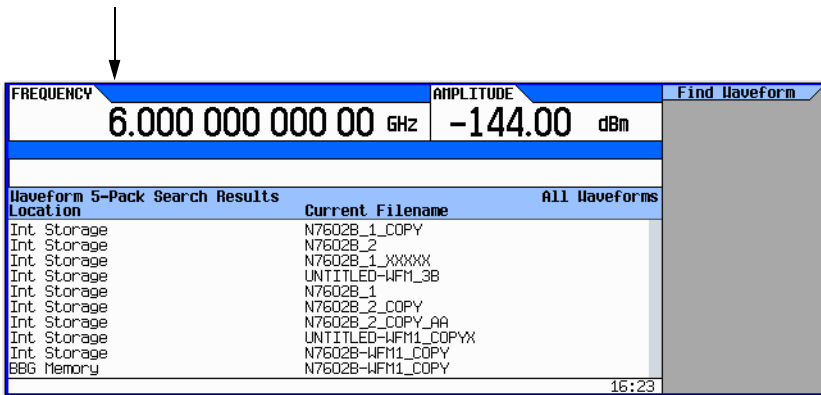 FREQUENCY AMPLITUDE Find Waveform
6.000 000 000 00 GHz -144.00 dBm
Waveform 5-Pack Search Results All Waveforms
Location Current Filename
Int Storage N7602B_1_COPY
Int Storage N7602B_2
Int Storage N7602B_1_XXXXX
Int Storage UNTITLED-WFM_3B
Int Storage N7602B_1
Int Storage N7602B_2_COPY
Int Storage N7602B_2_COPY_AA
Int Storage UNTITLED-WFM1_COPYX
Int Storage N7602B-WFM1_COPY
BBG Memory N7602B-WFM1_COPY
16:23